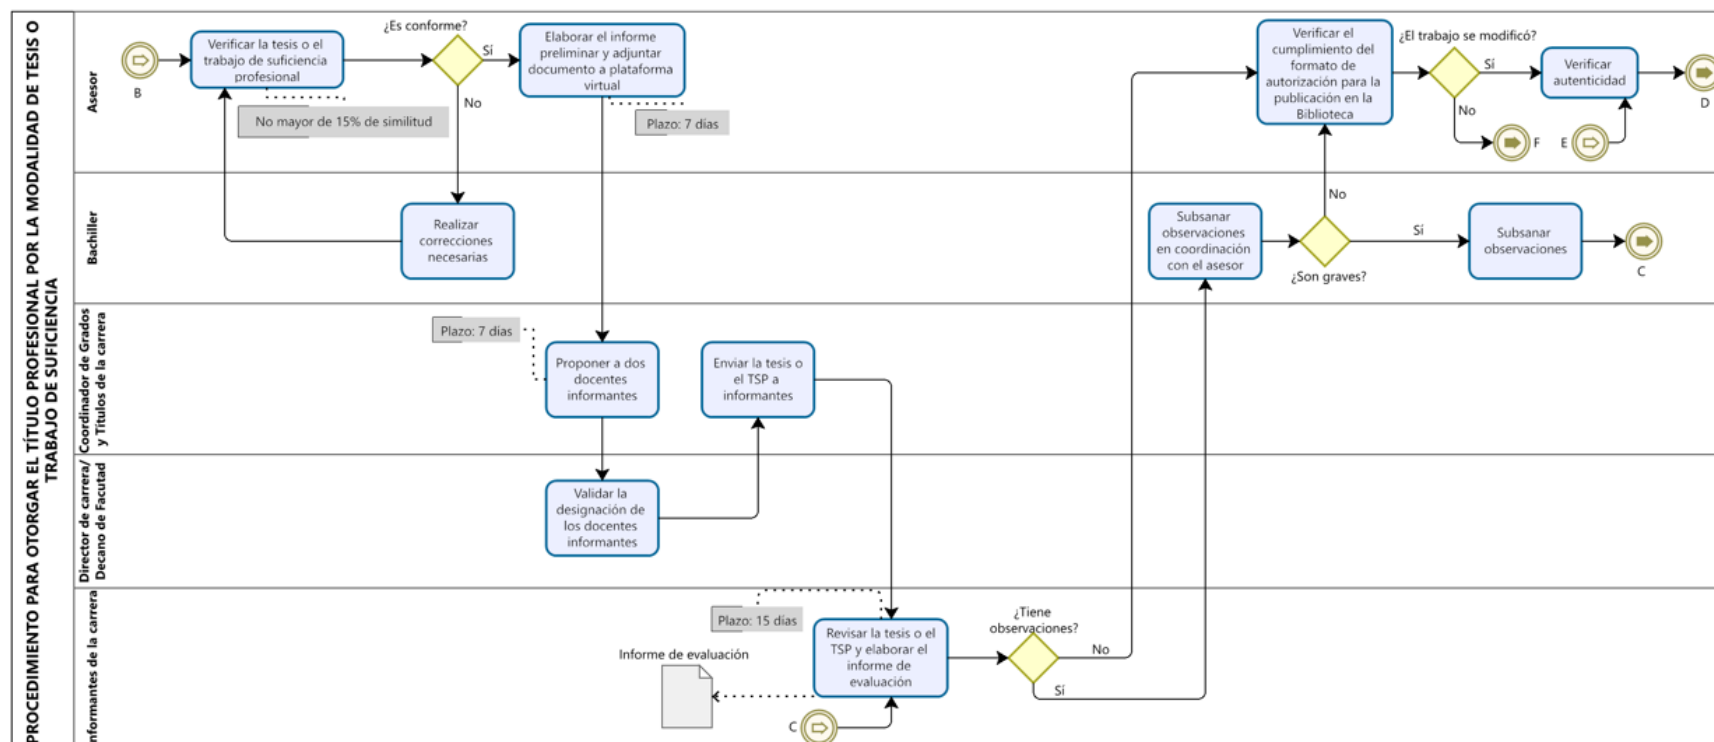 PROCEDIMIENTO PARA OTORGAR EL TÍTULO PROFESIONAL POR LA MODALIDAD DE TESIS O
TRABAJO DE SUFICIENCIA
Asesor
B
Verificar la tesis o el
trabajo de suficiencia
profesional
No mayor de 15% de similitud
¿Es conforme?
Sí
No
Elaborar el informe
preliminar y adjuntar
documento a plataforma
virtual
Plazo: 7 días
Verificar el
cumplimiento del
formato de
autorización para la
publicación en la
Biblioteca
¿El trabajo se modificó?
Sí
No
Verificar
autenticidad
D
F
E
Bachiller
Realizar
correcciones
necesarias
Subsanar
observaciones
en coordinación
con el asesor
No
Sí
¿Son graves?
Subsanar
observaciones
C
Coordinador de Grados
y Títulos de la carrera
Plazo: 7 días
Proponer a dos
docentes
informantes
Enviar la tesis o
el TSP a
informantes
Director de carrera/
Decano de Facutad
Validar la
designación de
los docentes
informantes
Informantes de la carrera
Plazo: 15 días
Informe de evaluación
Revisar la tesis o el
TSP y elaborar el
informe de
evaluación
C
¿Tiene
observaciones?
No
Sí